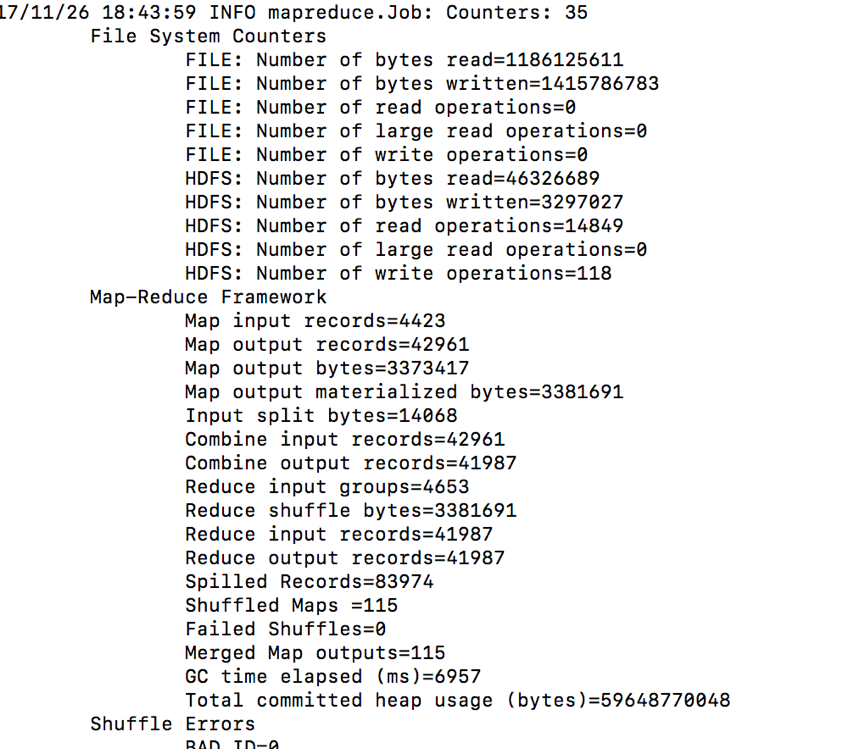 17/11/26 18:43:59 INFO mapreduce.Job: Counters: 35
File System Counters
FILE: Number of bytes read=1186125611
FILE: Number of bytes written=1415786783
FILE: Number of read operations=0
FILE: Number of large read operations=0
FILE: Number of write operations=0
HDFS: Number of bytes read=46326689
HDFS: Number of bytes written=3297027
HDFS: Number of read operations=14849
HDFS: Number of large read operations=0
HDFS: Number of write operations=118
Map-Reduce Framework
Map input records=4423
Map output records=42961
Map output bytes=3373417
Map output materialized bytes=3381691
Input split bytes=14068
Combine input records=42961
Combine output records=41987
Reduce input groups=4653
Reduce shuffle bytes=3381691
Reduce input records=41987
Reduce output records=41987
Spilled Records=83974
Shuffled Maps =115
Failed Shuffles=0
Merged Map outputs=115
GC time elapsed (ms)=6957
Total committed heap usage (bytes)=59648770048
Shuffle Errors
BAD_ID=0